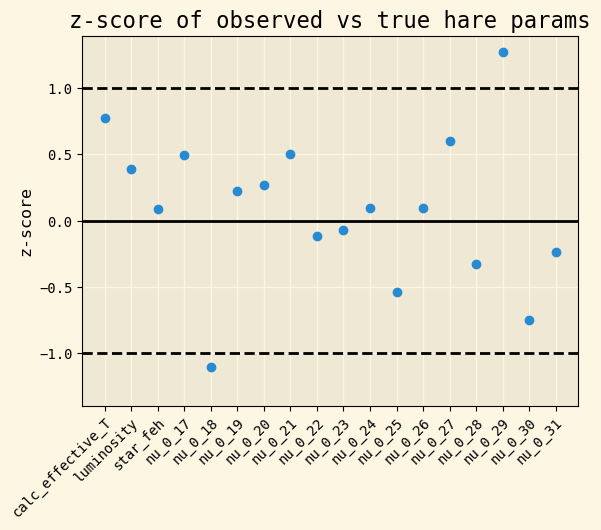 z-score of observed vs true hare params
z-score
1.0
0.5
0.0
−0.5
−1.0
calc_effective_T
luminosity
star_feh
nu_0_17
nu_0_18
nu_0_19
nu_0_20
nu_0_21
nu_0_22
nu_0_23
nu_0_24
nu_0_25
nu_0_26
nu_0_27
nu_0_28
nu_0_29
nu_0_30
nu_0_31